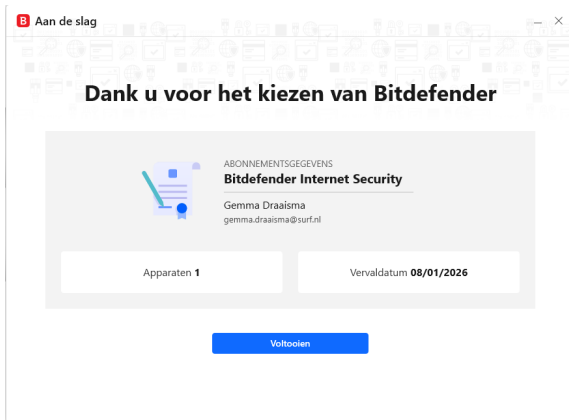 B Aan de slag
Dank u voor het kiezen van Bitdefender
ABONNEMENTSGEGEVENS
Bitdefender Internet Security
Gemma Draaisma
gemma.draaisma@surf.nl
Apparaten 1
Vervaldatum 08/01/2026
Voltooien